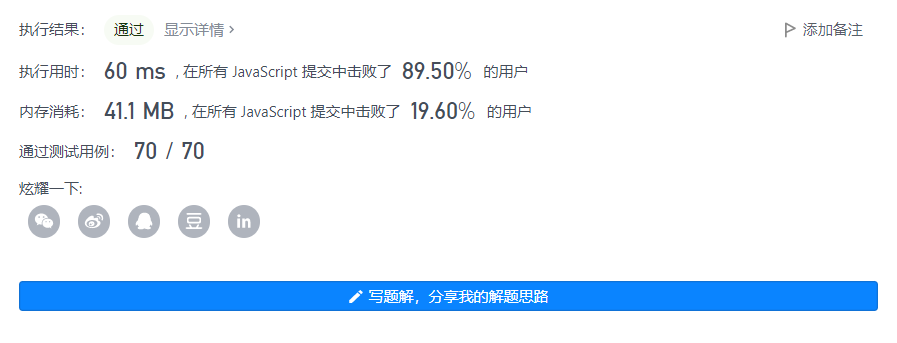 执行结果： 通过 显示详情 › 添加备注
执行用时： 60 ms , 在所有 JavaScript 提交中击败了 89.50% 的用户
内存消耗： 41.1 MB , 在所有 JavaScript 提交中击败了 19.60% 的用户
通过测试用例： 70 / 70
炫耀一下:
豆 in
写题解，分享我的解题思路